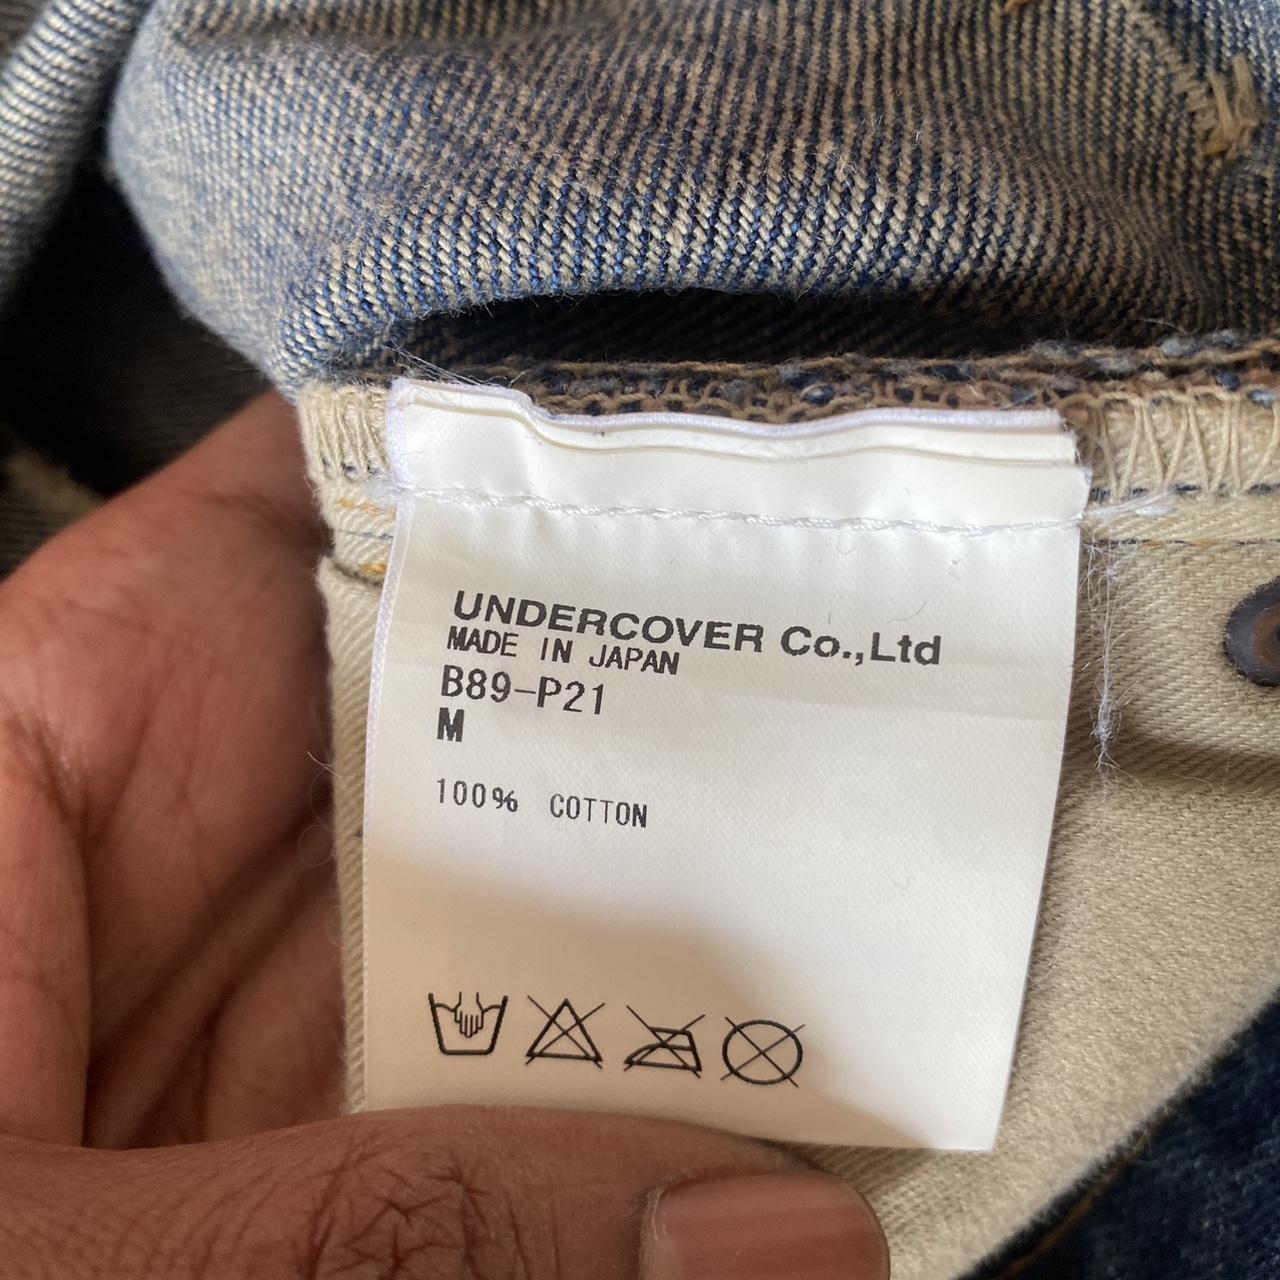 UNDERCOVER Co.,Ltd
MADE IN JAPAN
B89-P21
M
100% COTTON